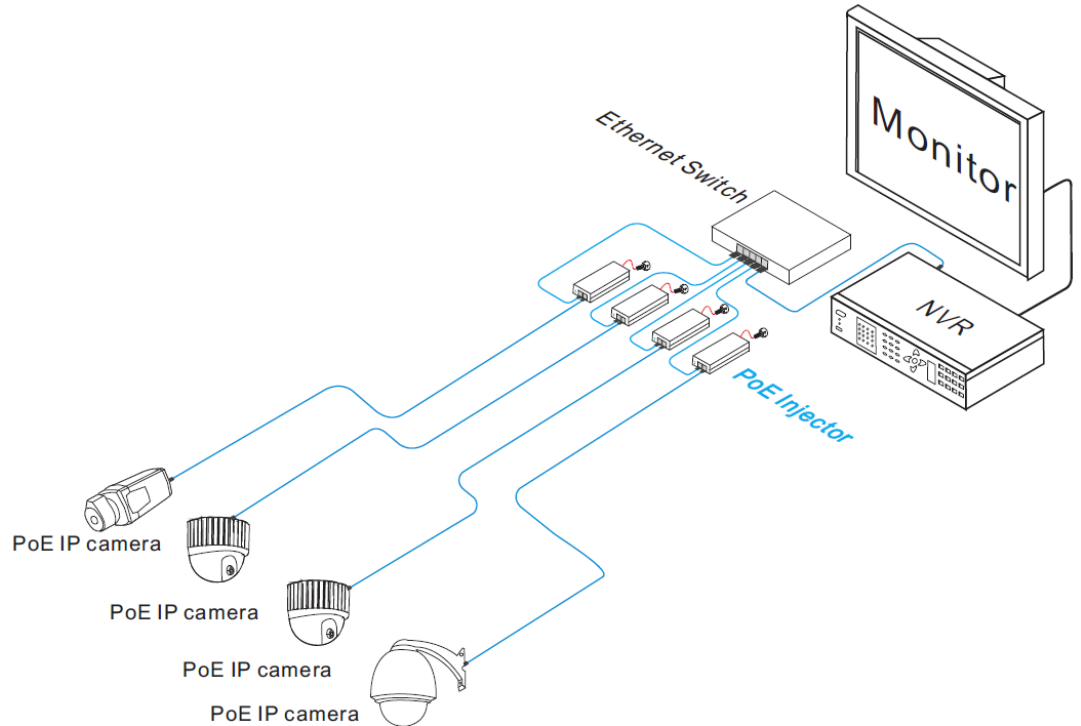 Monitor
Ethernet Switch
NVR
PoE Injector
PoE IP camera
PoE IP camera
PoE IP camera
PoE IP camera